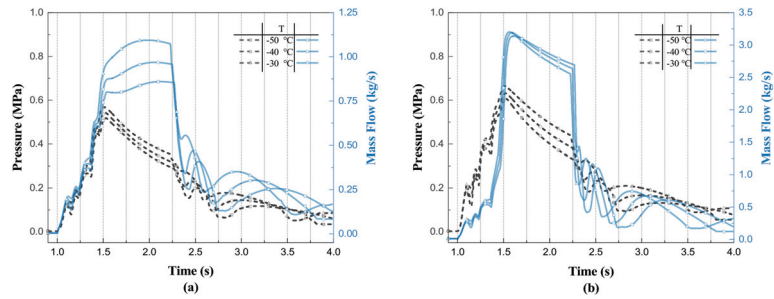 1.0
0.8
0.6
0.4
0.2
0.0
Pressure (MPa)
1.0
1.5
2.0
2.5
3.0
3.5
4.0
Time (s)
(a)
1.25
1.00
0.75
0.50
0.25
0.00
Mass Flow (kg/s)
T
-50 °C
-40 °C
-30 °C
1.0
0.8
0.6
0.4
0.2
0.0
Pressure (MPa)
1.0
1.5
2.0
2.5
3.0
3.5
4.0
Time (s)
(b)
3.5
3.0
2.5
2.0
1.5
1.0
0.5
0.0
Mass Flow (kg/s)
T
-50 °C
-40 °C
-30 °C